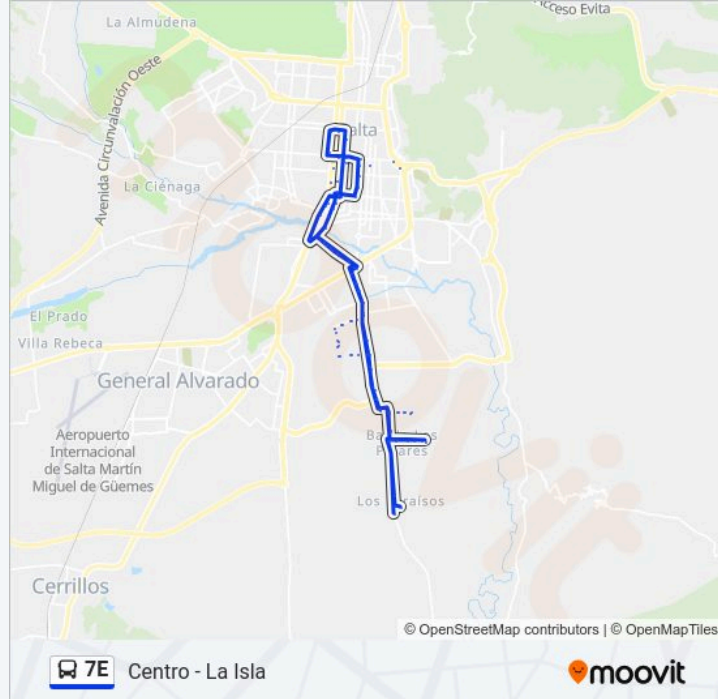 Acceso Evita
La Almudena
Salta
Avenida Circunvalación Oeste
La Ciénaga
El Prado
Villa Rebeca
General Alvarado
Aeropuerto
Internacional
de Salta Martín
Miguel de Güemes
Los Paraísos
Cerrillos
© OpenStreetMap contributors | © OpenMapTiles
7E Centro - La Isla
moovit